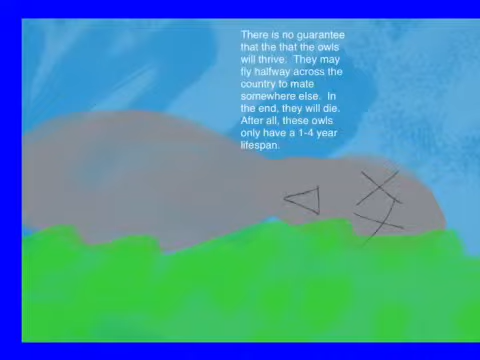 There is no guarantee
that the that the owls
will thrive.  They may
fly halfway across the
country to mate
somewhere else.  In
the end, they will die.
After all, these owls
only have a 1-4 year
lifespan.